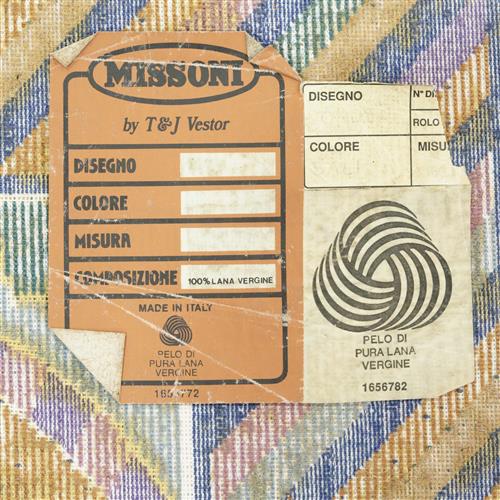 MISSONI
by T&J Vestor
DISEGNO
COLORE
MISURA
COMPOSIZIONE 100% LANA VERGINE
MADE IN ITALY
PELO DI
PURA LANA
VERGINE
DISEGNO
ROLO
COLORE
PELO DI
PURA LANA
VERGINE
1656782